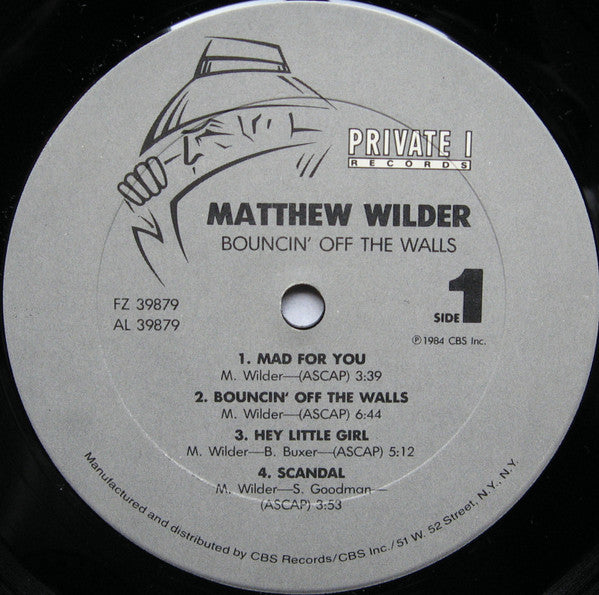 PRIVATE I
RECORDS
MATTHEW WILDER
BOUNCIN' OFF THE WALLS
FZ 39879
AL 39879
SIDE 1
℗1984 CBS Inc.
1. MAD FOR YOU
M. Wilder—(ASCAP) 3:39
2. BOUNCIN' OFF THE WALLS
M. Wilder—(ASCAP) 6:44
3. HEY LITTLE GIRL
M. Wilder—B. Buxer—(ASCAP) 5:12
4. SCANDAL
M. Wilder—S. Goodman—
(ASCAP) 3:53
Manufactured and distributed by CBS Records/CBS Inc./51 W. 52 Street, N.Y., N.Y.